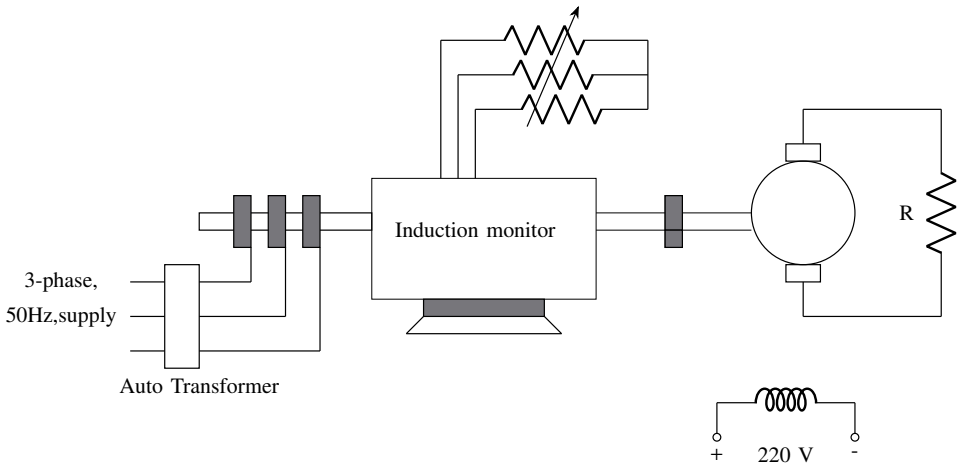 Induction monitor
R
3-phase,
50Hz,supply
Auto Transformer
+ 220 V -